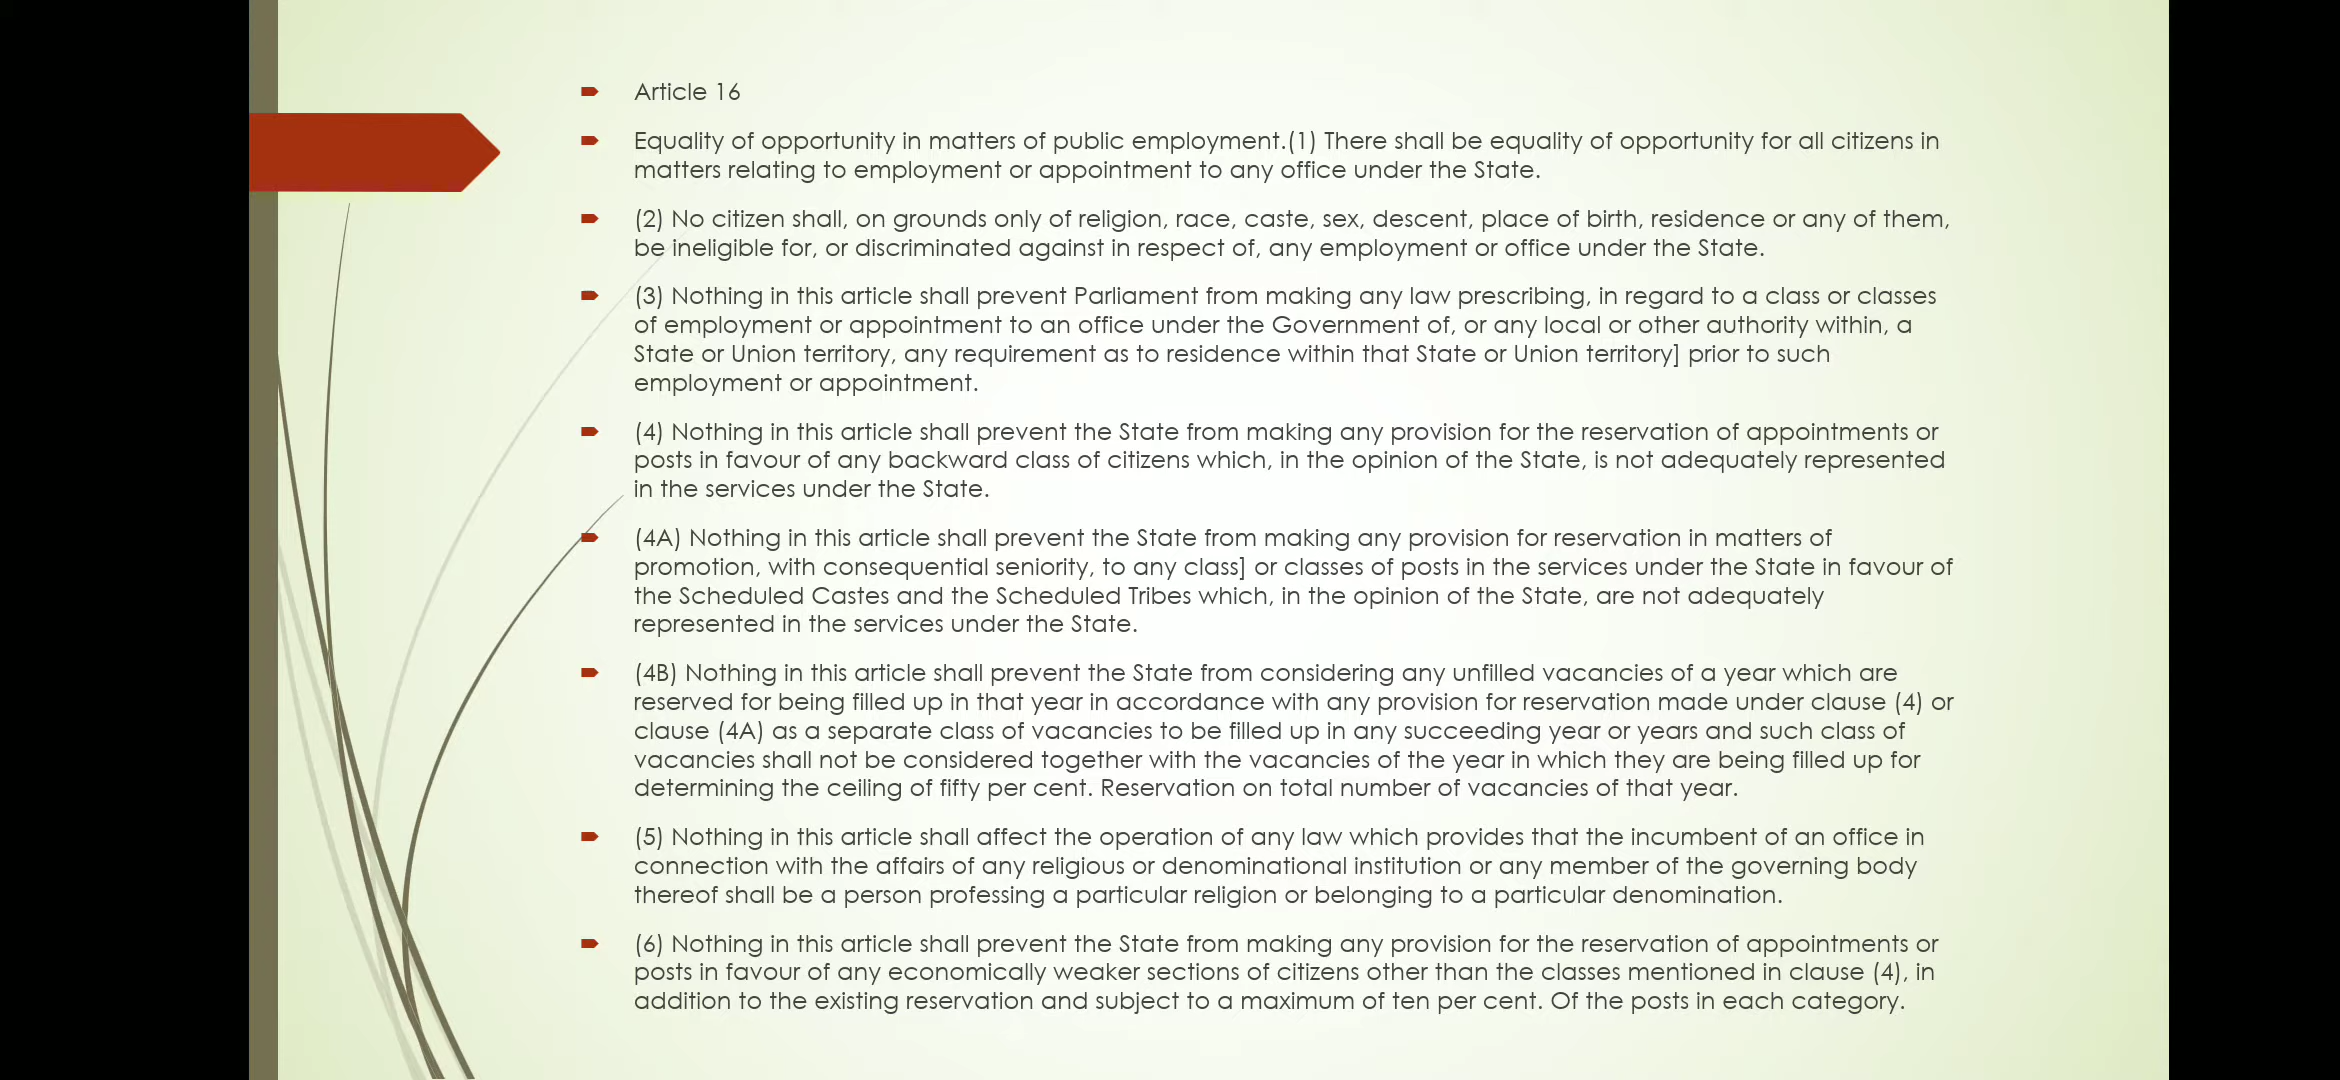 Article 16
Equality of opportunity in matters of public employment.(1) There shall be equality of opportunity for all citizens in
matters relating to employment or appointment to any office under the State.
(2) No citizen shall, on grounds only of religion, race, caste, sex, descent, place of birth, residence or any of them,
be ineligible for, or discriminated against in respect of, any employment or office under the State.
(3) Nothing in this article shall prevent Parliament from making any law prescribing, in regard to a class or classes
of employment or appointment to an office under the Government of, or any local or other authority within, a
State or Union territory, any requirement as to residence within that State or Union territory] prior to such
employment or appointment.
(4) Nothing in this article shall prevent the State from making any provision for the reservation of appointments or
posts in favour of any backward class of citizens which, in the opinion of the State, is not adequately represented
in the services under the State.
(4A) Nothing in this article shall prevent the State from making any provision for reservation in matters of
promotion, with consequential seniority, to any class] or classes of posts in the services under the State in favour of
the Scheduled Castes and the Scheduled Tribes which, in the opinion of the State, are not adequately
represented in the services under the State.
(4B) Nothing in this article shall prevent the State from considering any unfilled vacancies of a year which are
reserved for being filled up in that year in accordance with any provision for reservation made under clause (4) or
clause (4A) as a separate class of vacancies to be filled up in any succeeding year or years and such class of
vacancies shall not be considered together with the vacancies of the year in which they are being filled up for
determining the ceiling of fifty per cent. Reservation on total number of vacancies of that year.
(5) Nothing in this article shall affect the operation of any law which provides that the incumbent of an office in
connection with the affairs of any religious or denominational institution or any member of the governing body
thereof shall be a person professing a particular religion or belonging to a particular denomination.
(6) Nothing in this article shall prevent the State from making any provision for the reservation of appointments or
posts in favour of any economically weaker sections of citizens other than the classes mentioned in clause (4), in
addition to the existing reservation and subject to a maximum of ten per cent. Of the posts in each category.